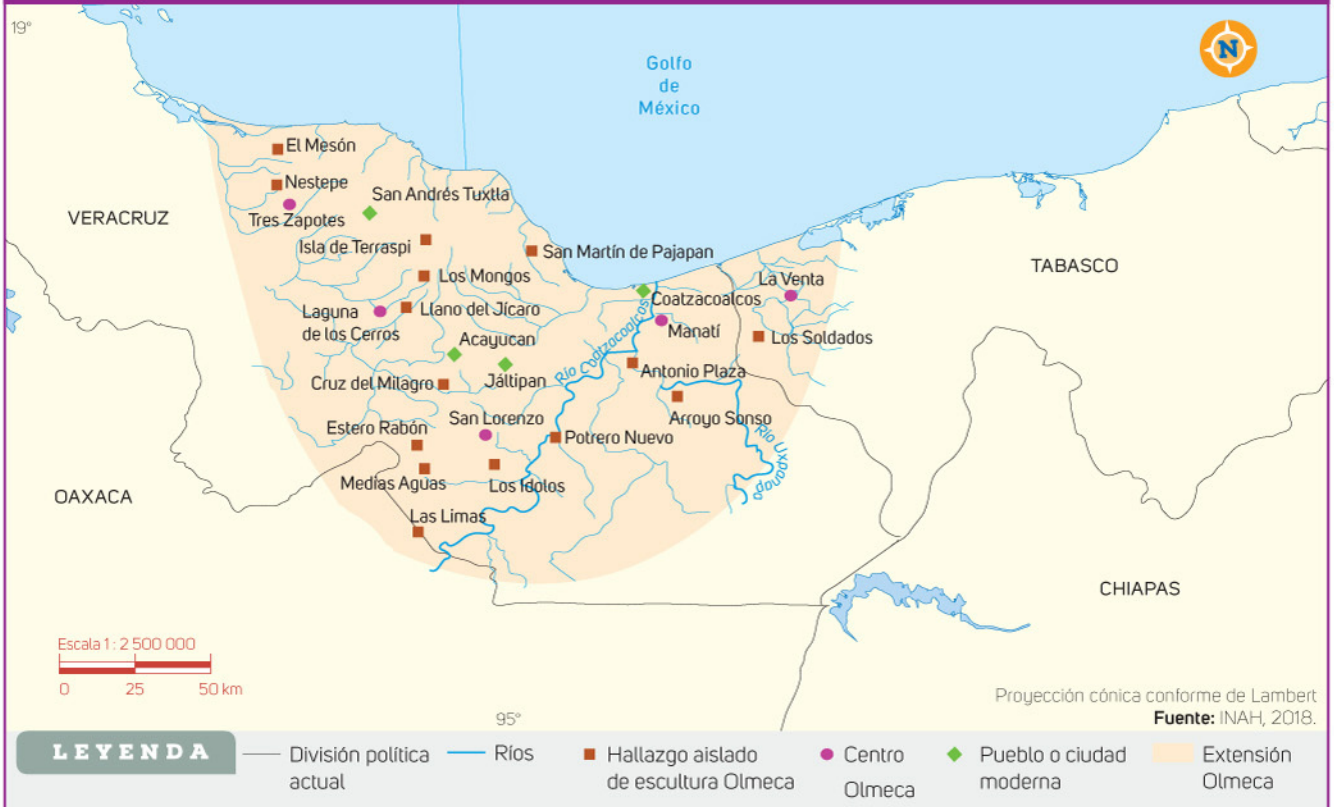 19°
N
Golfo
de
México
El Mesón
Nestepe
San Andrés Tuxtla
VERACRUZ
Tres Zapotes
Isla de Terraspi
San Martín de Pajapan
TABASCO
Los Mongos
La Venta
Laguna
de los Cerros
Llano del Jícaro
Coatzacoalcos
Río Coatzacoalcos
Manatí
Los Soldados
Acayucan
Antonio Plaza
Cruz del Milagro
Jáltipan
Arroyo Sonso
San Lorenzo
Estero Rabón
Potrero Nuevo
Río Uxpanapa
Medias Aguas
Los Idolos
OAXACA
Las Limas
CHIAPAS
Escala 1 : 2 500 000
0 25 50 km
95°
Proyección cónica conforme de Lambert
Fuente: INAH, 2018.
LEYENDA
División política
actual
Ríos
Hallazgo aislado
de escultura Olmeca
Centro
Olmeca
Pueblo o ciudad
moderna
Extensión
Olmeca